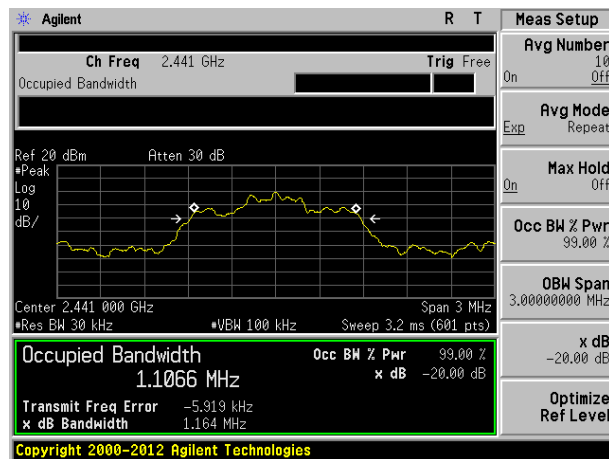 Agilent R T Meas Setup
Ch Freq 2.441 GHz Trig Free
Occupied Bandwidth
Avg Number
10
On Off
Avg Mode
Exp Repeat
Max Hold
On Off
Occ BW % Pwr
99.00 %
OBW Span
3.00000000 MHz
x dB
-20.00 dB
Optimize
Ref Level
Ref 20 dBm Atten 30 dB
#Peak
Log
10
dB/
Center 2.441 000 GHz Span 3 MHz
#Res BW 30 kHz #VBW 100 kHz Sweep 3.2 ms (601 pts)
Occupied Bandwidth Occ BW % Pwr 99.00 %
1.1066 MHz x dB -20.00 dB
Transmit Freq Error -5.919 kHz
x dB Bandwidth 1.164 MHz
Copyright 2000-2012 Agilent Technologies